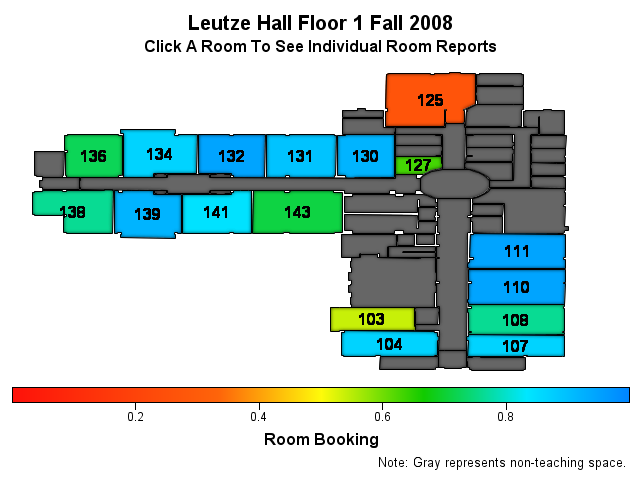 Leutze Hall Floor 1 Fall 2008
Click A Room To See Individual Room Reports
125
136 134 132 131 130 127
138 139 141 143
111
110
103 108
104 107
0.2 0.4 0.6 0.8
Room Booking
Note: Gray represents non-teaching space.